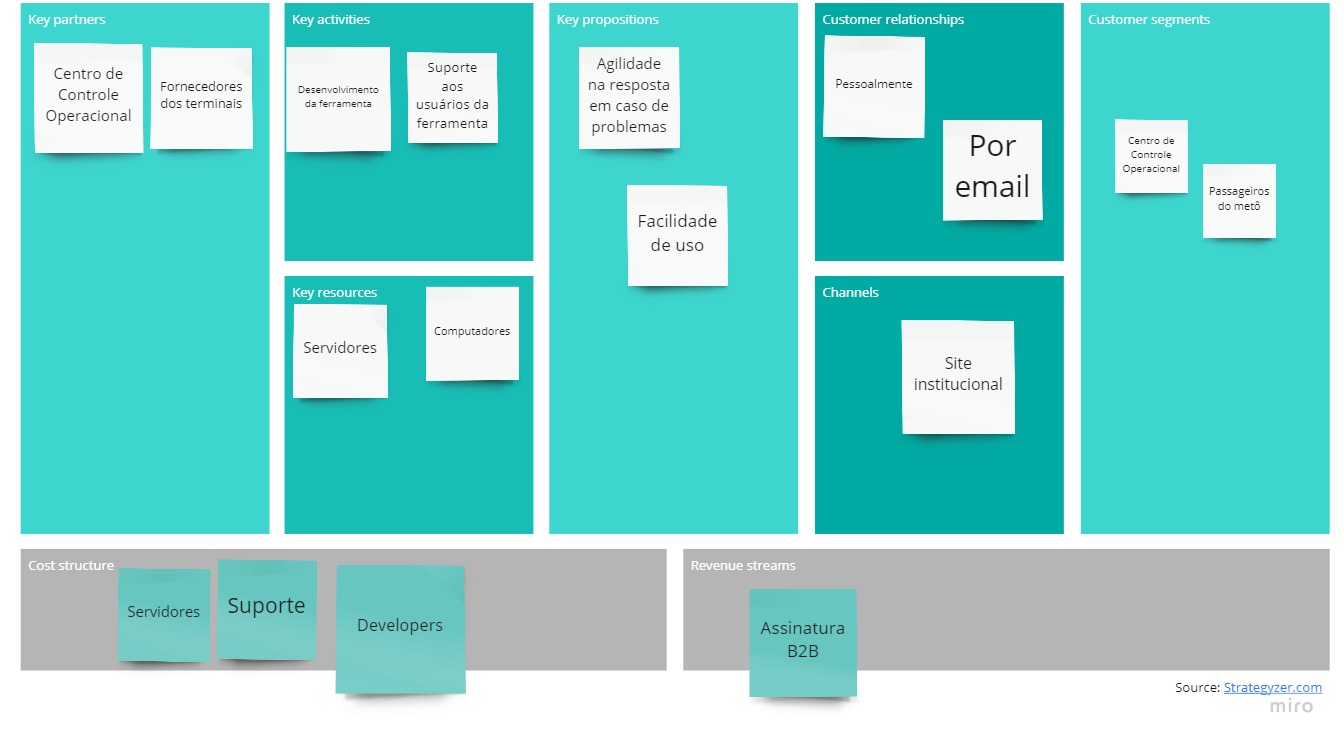 Key partners
Centro de
Controle
Operacional
Fornecedores
dos terminais
Key activities
Desenvolvimento
da ferramenta
Suporte
aos
usuários da
ferramenta
Key resources
Servidores
Computadores
Key propositions
Agilidade
na resposta
em caso de
problemas
Facilidade
de uso
Customer relationships
Pessoalmente
Por
email
Channels
Site
institucional
Customer segments
Centro de
Controle
Operacional
Passageiros
do metô
Cost structure
Servidores
Suporte
Developers
Revenue streams
Assinatura
B2B
Source: Strategyzer.com
miro